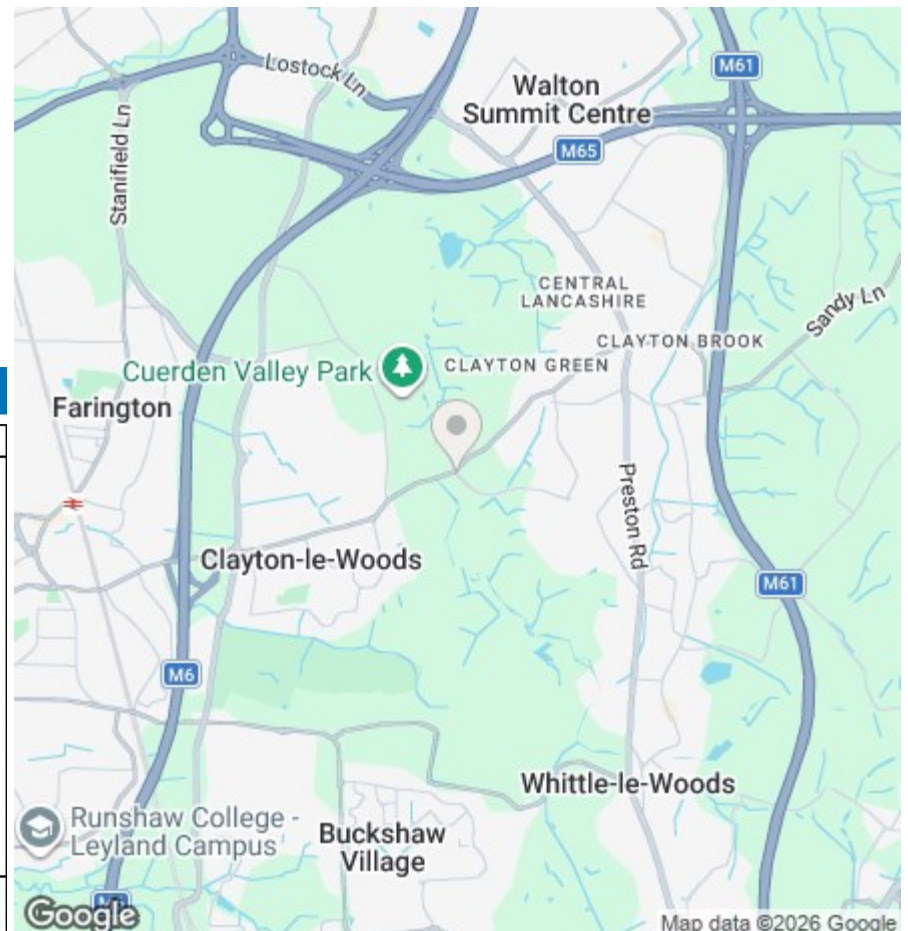 Lostock Ln
Walton
Summit Centre
M61
M65
Stanifield Ln
CENTRAL
LANCASHIRE
Sandy Ln
CLAYTON BROOK
Cuerden Valley Park
CLAYTON GREEN
Farington
Preston Rd
Clayton-le-Woods
M61
M6
Whittle-le-Woods
Runshaw College -
Leyland Campus
Buckshaw
Village
Google
Map data ©2026 Google